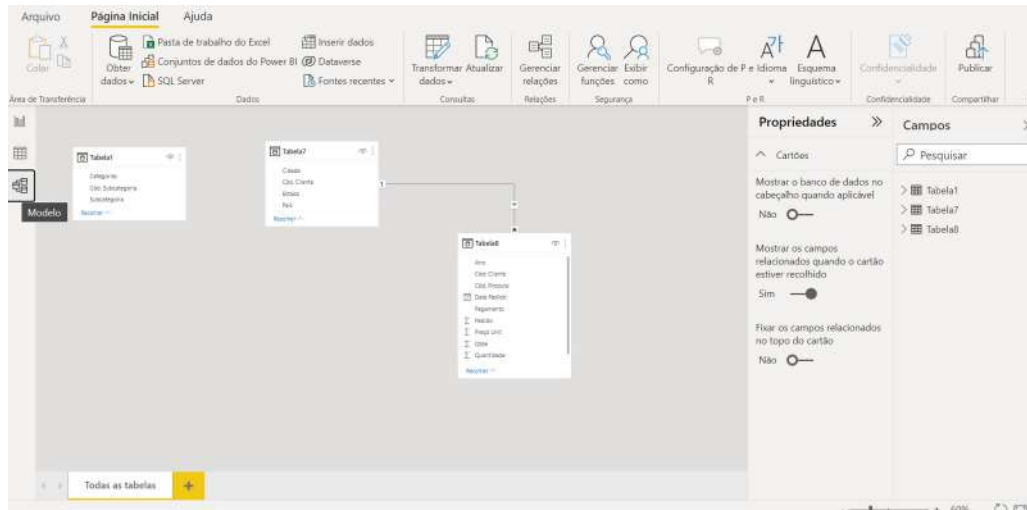 Arquivo Página Inicial Ajuda
Colar
Obter dados
Pasta de trabalho do Excel
Conjuntos de dados do Power BI
SQL Server
Inserir dados
Dataverse
Fontes recentes
Transformar dados
Atualizar
Gerenciar relações
Gerenciar funções
Exibir como
Configuração de P e R
Idioma
Esquema linguístico
Confidencialidade
Publicar
Área de Transferência Dados Consultas Relações Segurança P e R Confidencialidade Compartilhar
Modelo
Tabela1
Categoria
Cód. Subcategoria
Subcategoria
Recolher
Tabela7
Cód. Cliente
País
Recolher
1
Tabela8
Ano
Cód. Cliente
Cód. Produto
Data Pedido
Pagamento
Pedido
Preço Unit
Quantidade
Recolher
Propriedades
Cartões
Mostrar o banco de dados no
cabeçalho quando aplicável
Não
Mostrar os campos
relacionados quando o cartão
estiver recolhido
Sim
Fixar os campos relacionados
no topo do cartão
Não
Campos
Pesquisar
Tabela1
Tabela7
Tabela8
Todas as tabelas
60%